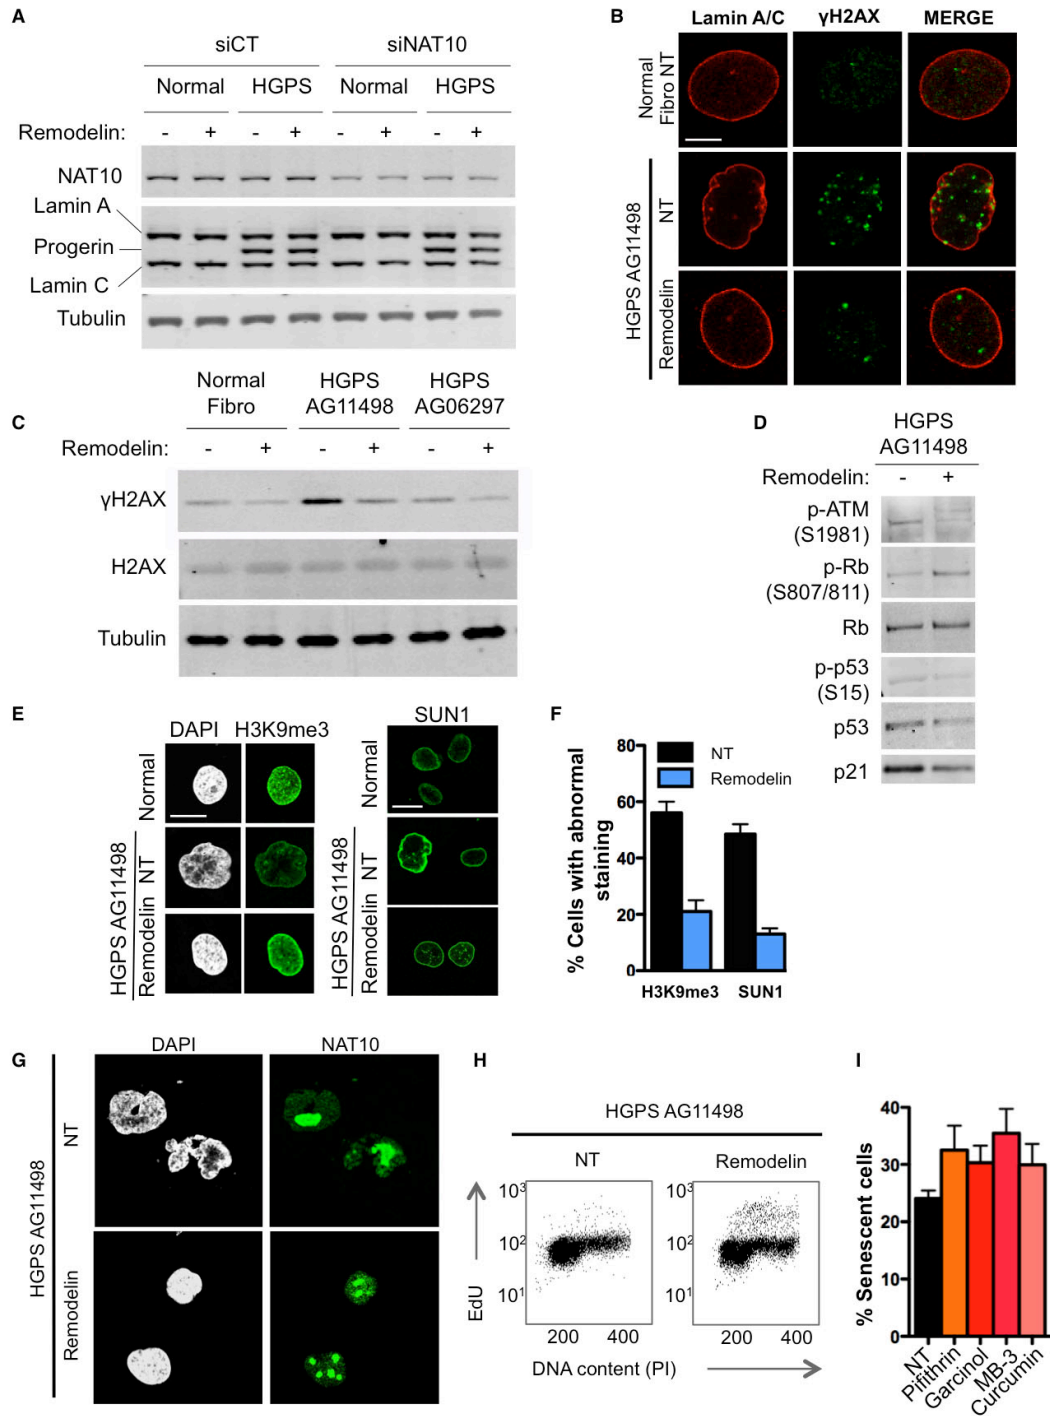 A
siCT siNAT10
Normal HGPS Normal HGPS
Remodelin: - + - + - + - +
NAT10
Lamin A
Progerin
Lamin C
Tubulin
B
Lamin A/C γH2AX MERGE
Normal
Fibro NT
HGPS AG11498
NT
Remodelin
C
Normal
Fibro
HGPS
AG11498
HGPS
AG06297
Remodelin: - + - + - +
γH2AX
H2AX
Tubulin
D
HGPS
AG11498
Remodelin: - +
p-ATM
(S1981)
p-Rb
(S807/811)
Rb
p-p53
(S15)
p53
p21
E
DAPI H3K9me3
Normal
HGPS AG11498
NT
Remodelin
SUN1
Normal
HGPS AG11498
NT
Remodelin
F
% Cells with abnormal
staining
80
60
40
20
0
NT
Remodelin
H3K9me3 SUN1
G
DAPI NAT10
HGPS AG11498
NT
Remodelin
H
HGPS AG11498
NT Remodelin
EdU
10³
10²
10¹
10³
10²
10¹
200 400 200 400
DNA content (PI)
I
% Senescent cells
40
30
20
10
0
NT
Pifithrin
Garcinol
MB-3
Curcumin